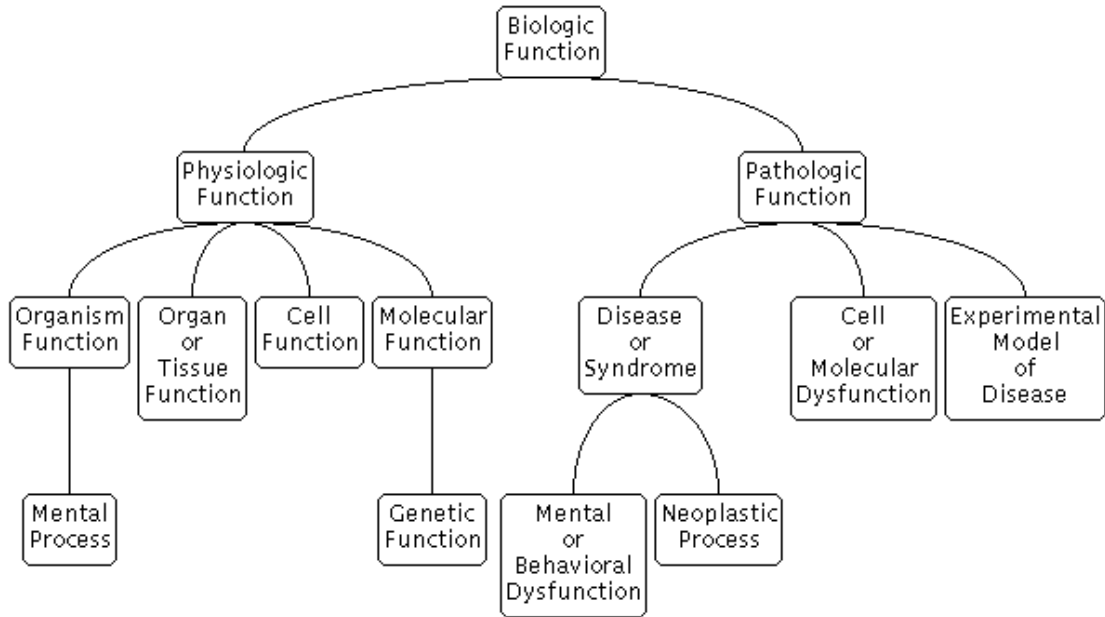 Biologic
Function
Physiologic
Function
Pathologic
Function
Organism
Function
Organ
or
Tissue
Function
Cell
Function
Molecular
Function
Disease
or
Syndrome
Cell
or
Molecular
Dysfunction
Experimental
Model
of
Disease
Mental
Process
Genetic
Function
Mental
or
Behavioral
Dysfunction
Neoplastic
Process